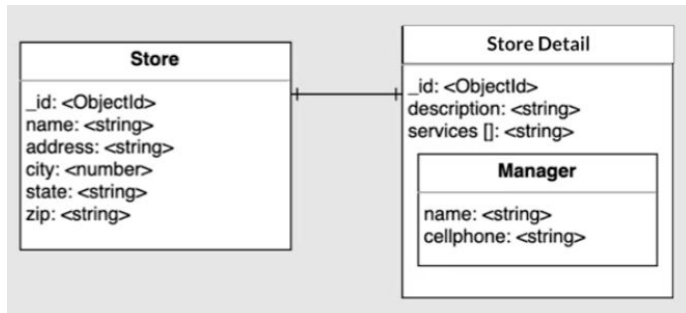 Store
_id: <ObjectId>
name: <string>
address: <string>
city: <number>
state: <string>
zip: <string>
Store Detail
_id: <ObjectId>
description: <string>
services []: <string>
Manager
name: <string>
cellphone: <string>